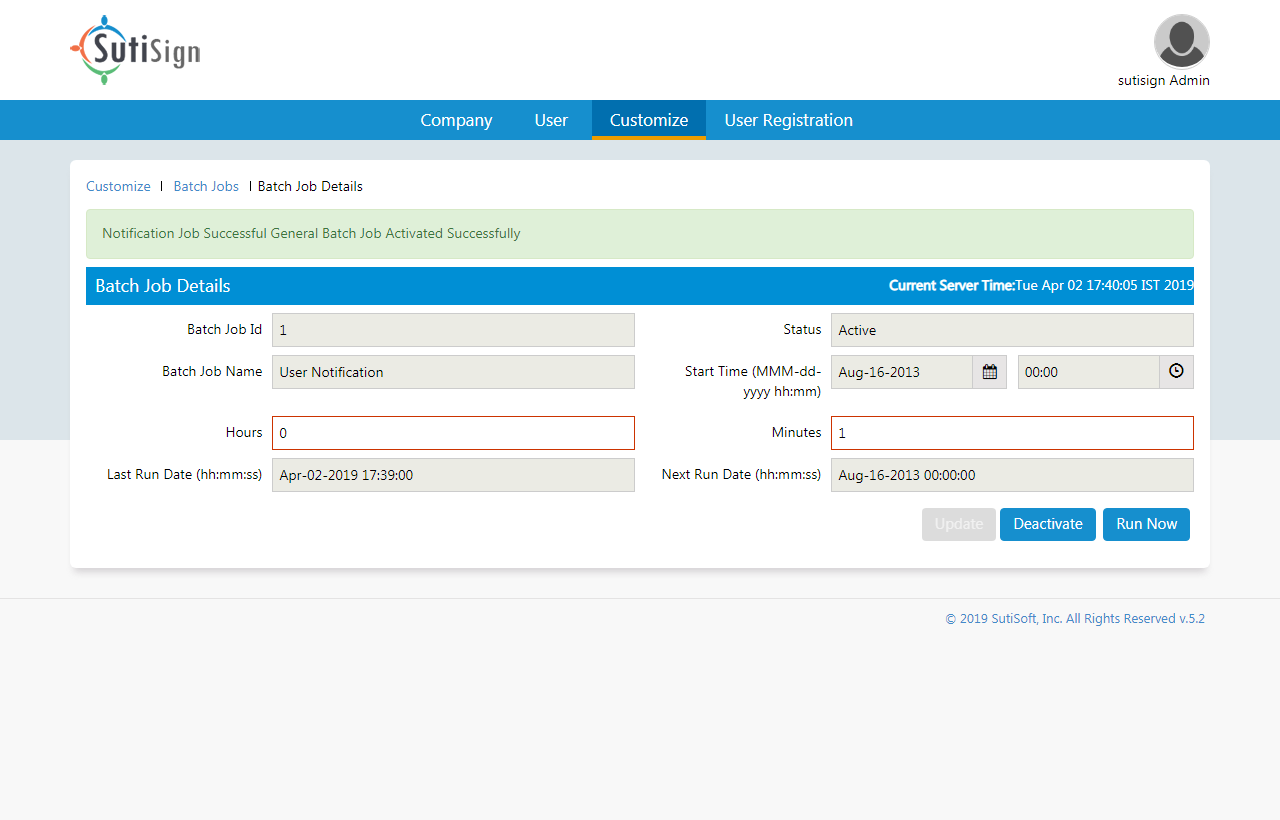 SutiSign
sutisign Admin
Company User Customize User Registration
Customize I Batch Jobs I Batch Job Details
Notification Job Successful General Batch Job Activated Successfully
Batch Job Details Current Server Time:Tue Apr 02 17:40:05 IST 2019
Batch Job Id 1 Status Active
Batch Job Name User Notification Start Time (MMM-dd- Aug-16-2013 00:00
yyyy hh:mm)
Hours 0 Minutes 1
Last Run Date (hh:mm:ss) Apr-02-2019 17:39:00 Next Run Date (hh:mm:ss) Aug-16-2013 00:00:00
Update Deactivate Run Now
© 2019 SutiSoft, Inc. All Rights Reserved v.5.2